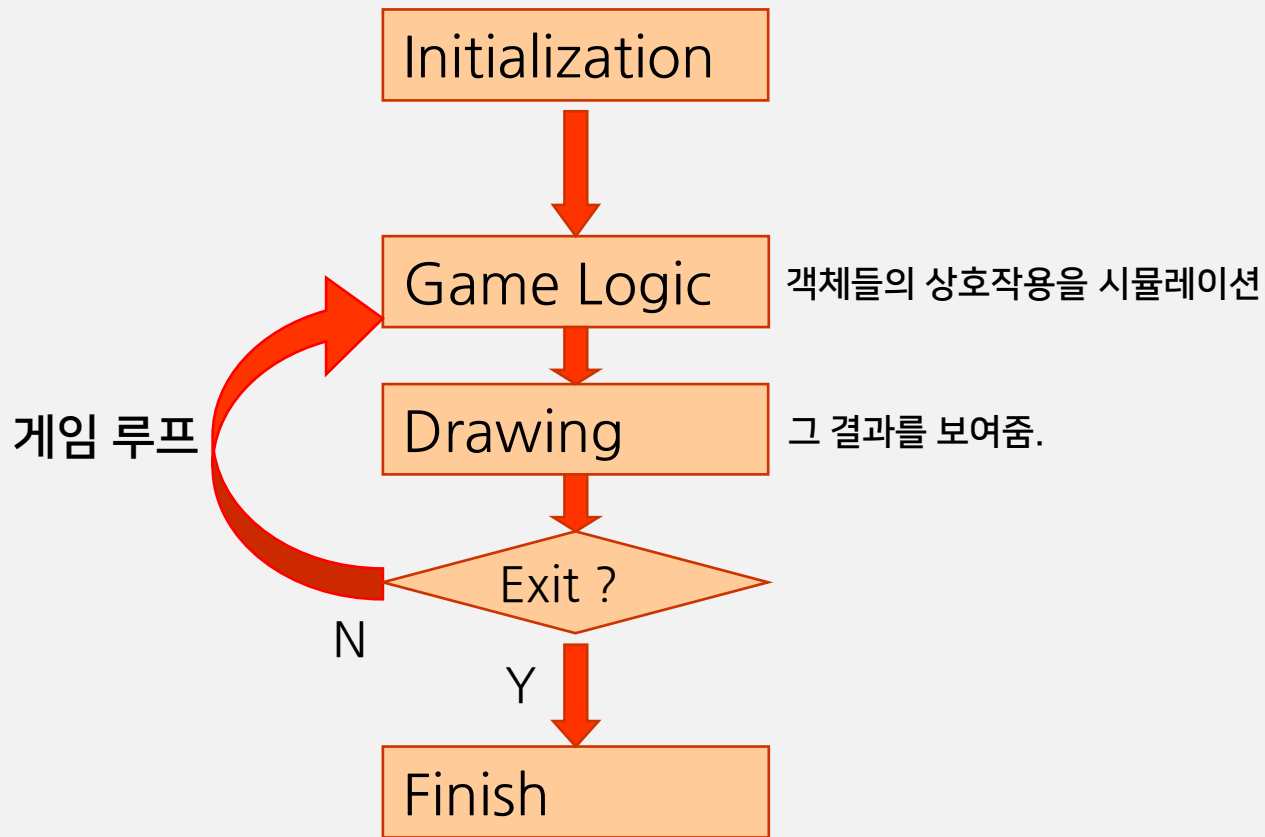 Initialization
Game Logic
객체들의 상호작용을 시뮬레이션
게임 루프
Drawing
그 결과를 보여줌.
Exit ?
N
Y
Finish